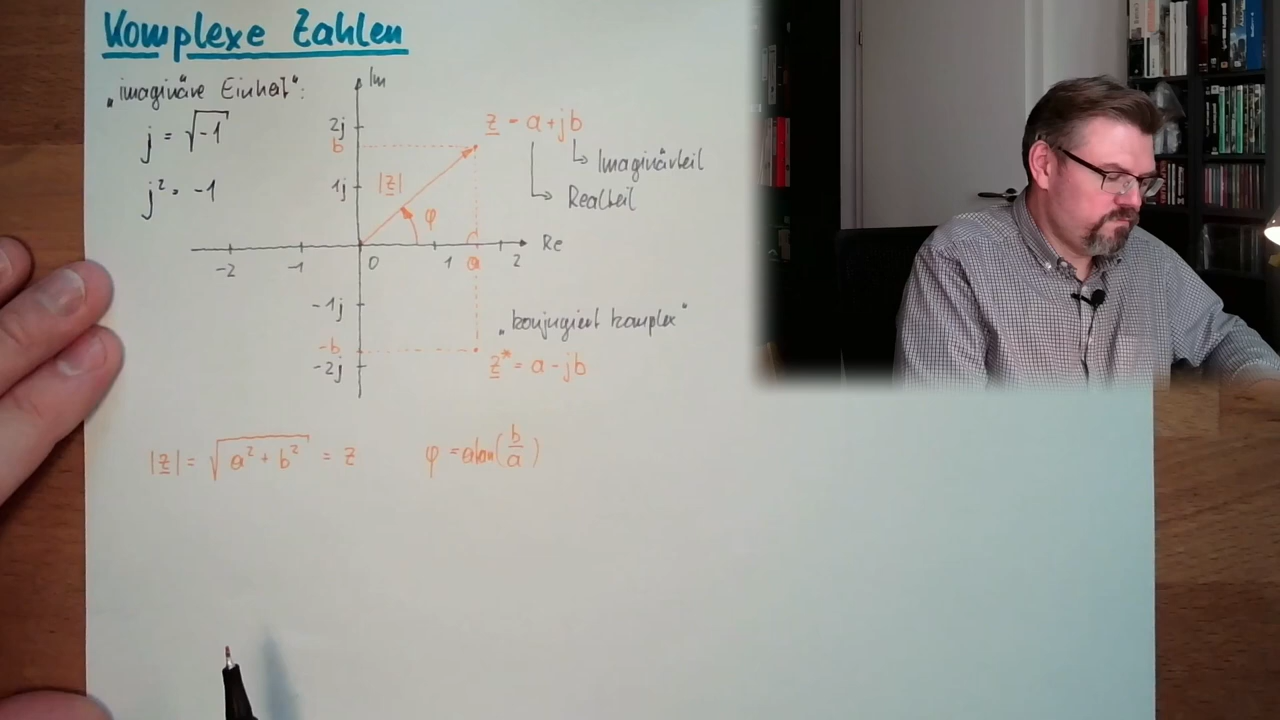 Komplexe Zahlen
„imaginäre Einheit“:
j = √-1
j² = -1
Im
2j
b
1j
|z|
φ
z = a + jb
Imaginärteil
Realteil
-2 -1 0 1 a 2 Re
-1j
-b
-2j
„konjugiert komplex“
z* = a - jb
|z| = √a² + b² = z φ = atan(b/a)